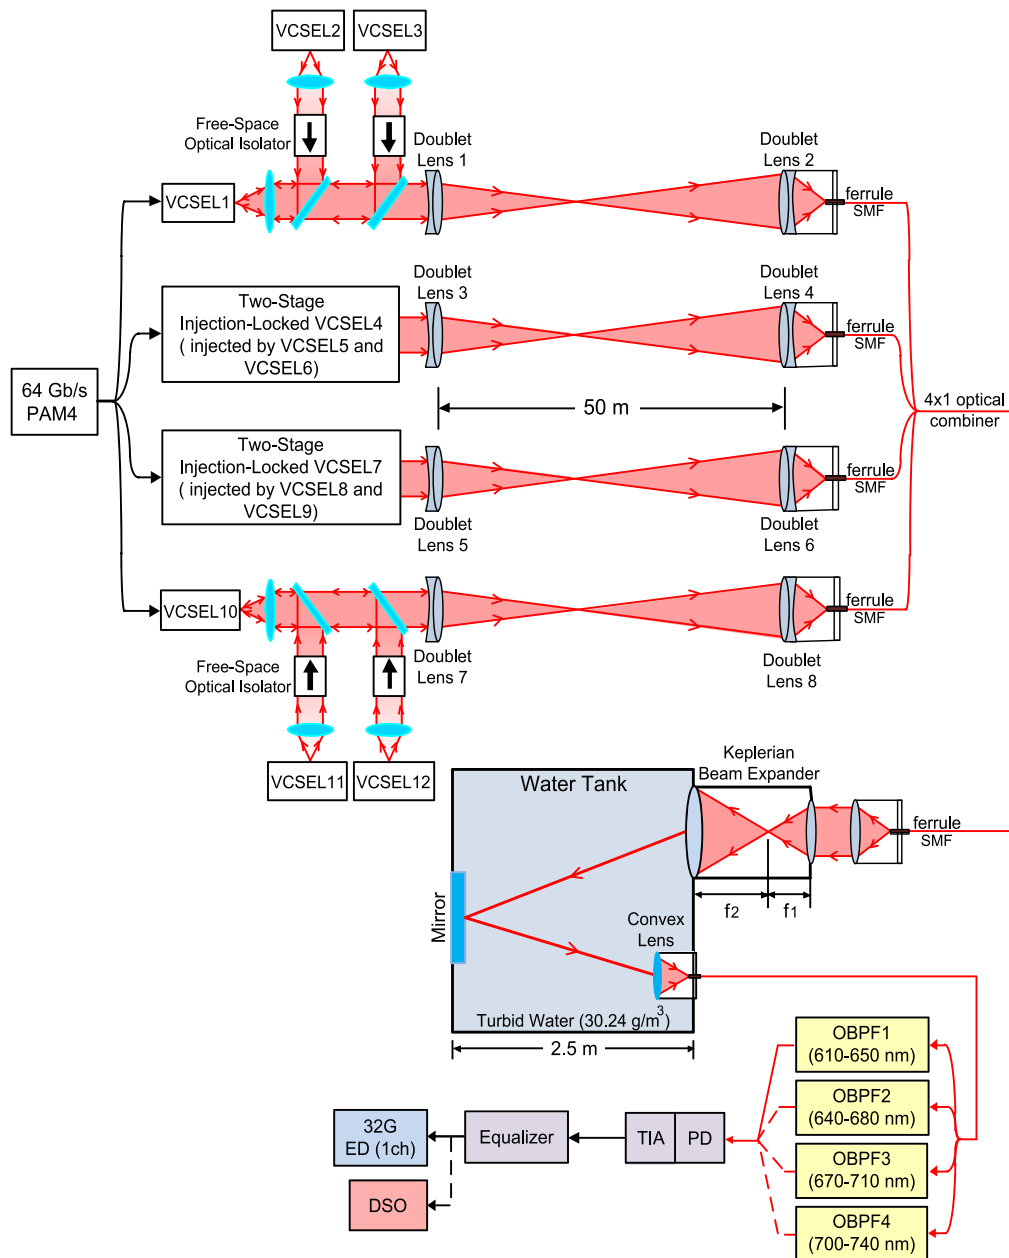 VCSEL2
VCSEL3
Free-Space
Optical Isolator
Doublet
Lens 1
Doublet
Lens 2
VCSEL1
ferrule
SMF
Two-Stage
Injection-Locked VCSEL4
( injected by VCSEL5 and
VCSEL6)
Doublet
Lens 3
Doublet
Lens 4
ferrule
SMF
64 Gb/s
PAM4
50 m
4x1 optical
combiner
Two-Stage
Injection-Locked VCSEL7
( injected by VCSEL8 and
VCSEL9)
Doublet
Lens 5
Doublet
Lens 6
ferrule
SMF
VCSEL10
ferrule
SMF
Free-Space
Optical Isolator
Doublet
Lens 7
Doublet
Lens 8
VCSEL11
VCSEL12
Keplerian
Beam Expander
Water Tank
ferrule
SMF
f2
f1
Mirror
Convex
Lens
Turbid Water (30.24 g/m3)
2.5 m
OBPF1
(610-650 nm)
OBPF2
(640-680 nm)
OBPF3
(670-710 nm)
OBPF4
(700-740 nm)
32G
ED (1ch)
Equalizer
TIA
PD
DSO